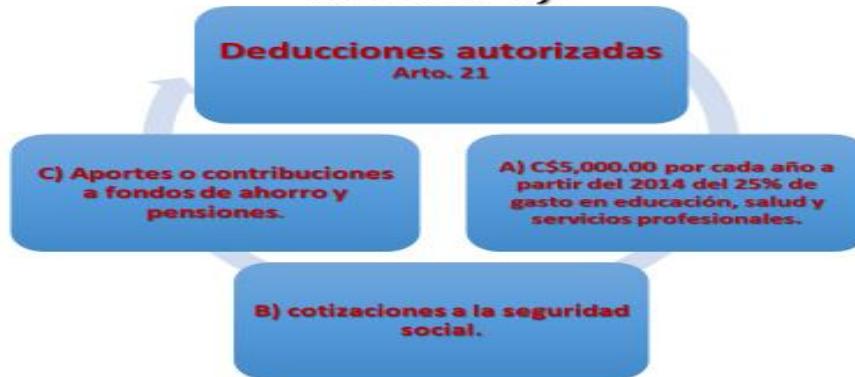 Deducciones autorizadas
Arto. 21
A) C$5,000.00 por cada año a
partir del 2014 del 25% de
gasto en educación, salud y
servicios profesionales.
B) cotizaciones a la seguridad
social.
C) Aportes o contribuciones
a fondos de ahorro y
pensiones.